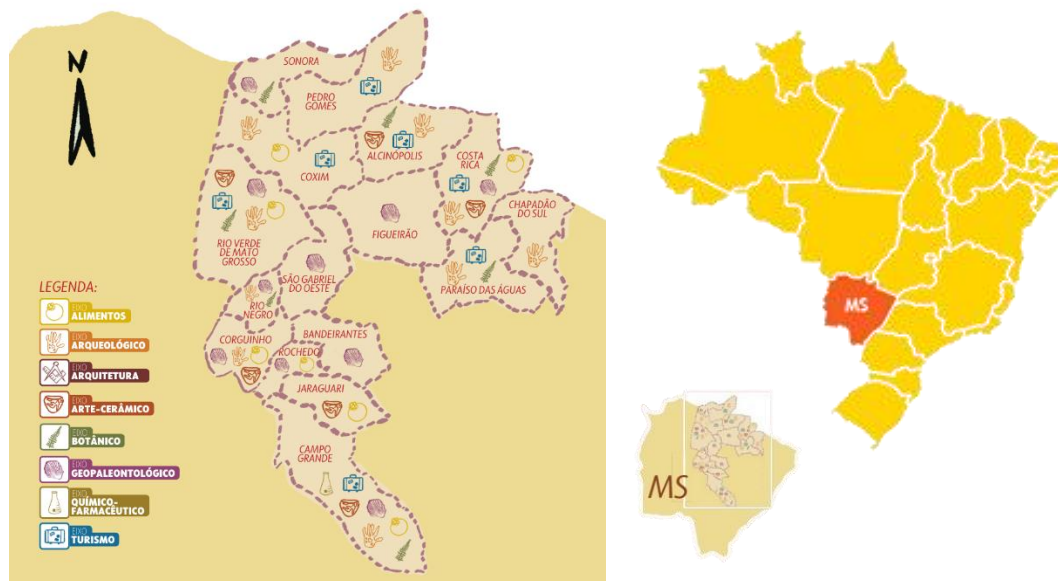 N
SONORA
PEDRO
GOMES
ALCINÓPOLIS
COSTA
RICA
COXIM
CHAPADÃO
DO SUL
FIGUEIRÃO
RIO VERDE
DE MATO
GROSSO
SÃO GABRIEL
DO OESTE
PARAÍSO DAS ÁGUAS
RIO
NEGRO
BANDEIRANTES
CORGUINHO
ROCHEDO
JARAGUARI
CAMPO
GRANDE
LEGENDA:
EIXO
ALIMENTOS
EIXO
ARQUEOLÓGICO
EIXO
ARQUITETURA
EIXO
ARTE-CERÂMICO
EIXO
BOTÂNICO
EIXO
GEOPALEONTOLÓGICO
EIXO
QUÍMICO-
FARMACÊUTICO
EIXO
TURISMO
MS
MS